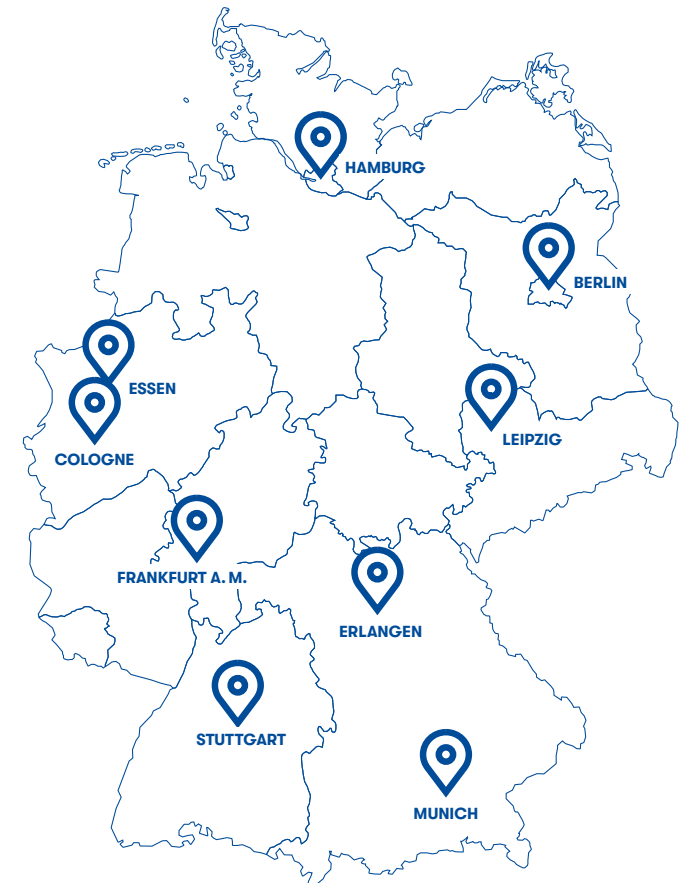 HAMBURG
BERLIN
ESSEN
LEIPZIG
COLOGNE
FRANKFURT A. M.
ERLANGEN
STUTTGART
MUNICH